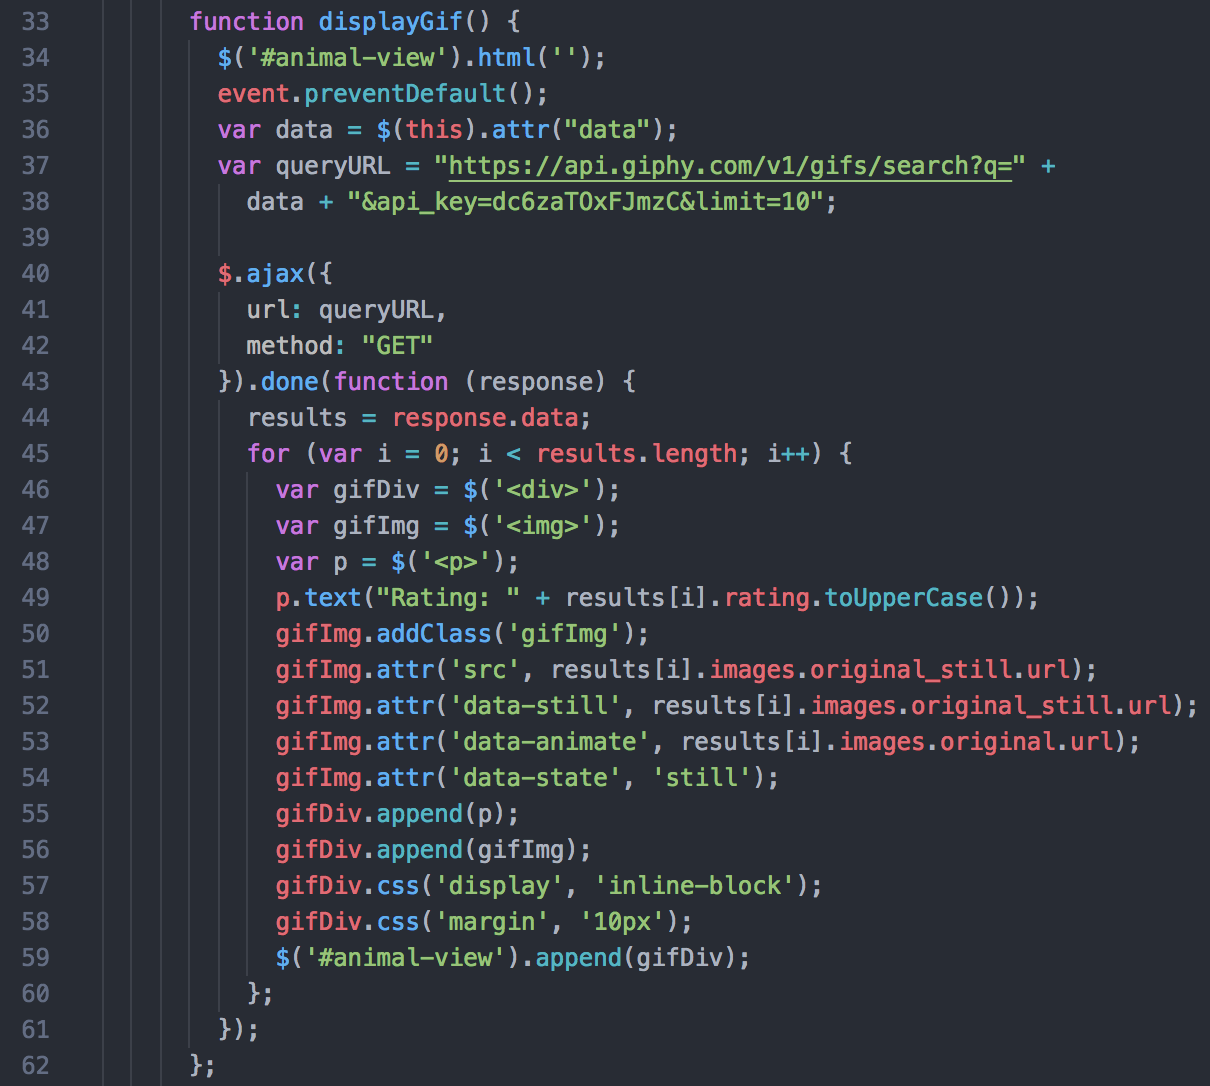 33 function displayGif() {
34 $('#animal-view').html('');
35 event.preventDefault();
36 var data = $(this).attr("data");
37 var queryURL = "https://api.giphy.com/v1/gifs/search?q=" +
38 data + "&api_key=dc6zaTOxFJmzC&limit=10";
39
40 $.ajax({
41 url: queryURL,
42 method: "GET"
43 }).done(function (response) {
44 results = response.data;
45 for (var i = 0; i < results.length; i++) {
46 var gifDiv = $('<div>');
47 var gifImg = $('<img>');
48 var p = $('<p>');
49 p.text("Rating: " + results[i].rating.toUpperCase());
50 gifImg.addClass('gifImg');
51 gifImg.attr('src', results[i].images.original_still.url);
52 gifImg.attr('data-still', results[i].images.original_still.url);
53 gifImg.attr('data-animate', results[i].images.original.url);
54 gifImg.attr('data-state', 'still');
55 gifDiv.append(p);
56 gifDiv.append(gifImg);
57 gifDiv.css('display', 'inline-block');
58 gifDiv.css('margin', '10px');
59 $('#animal-view').append(gifDiv);
60 };
61 });
62 };